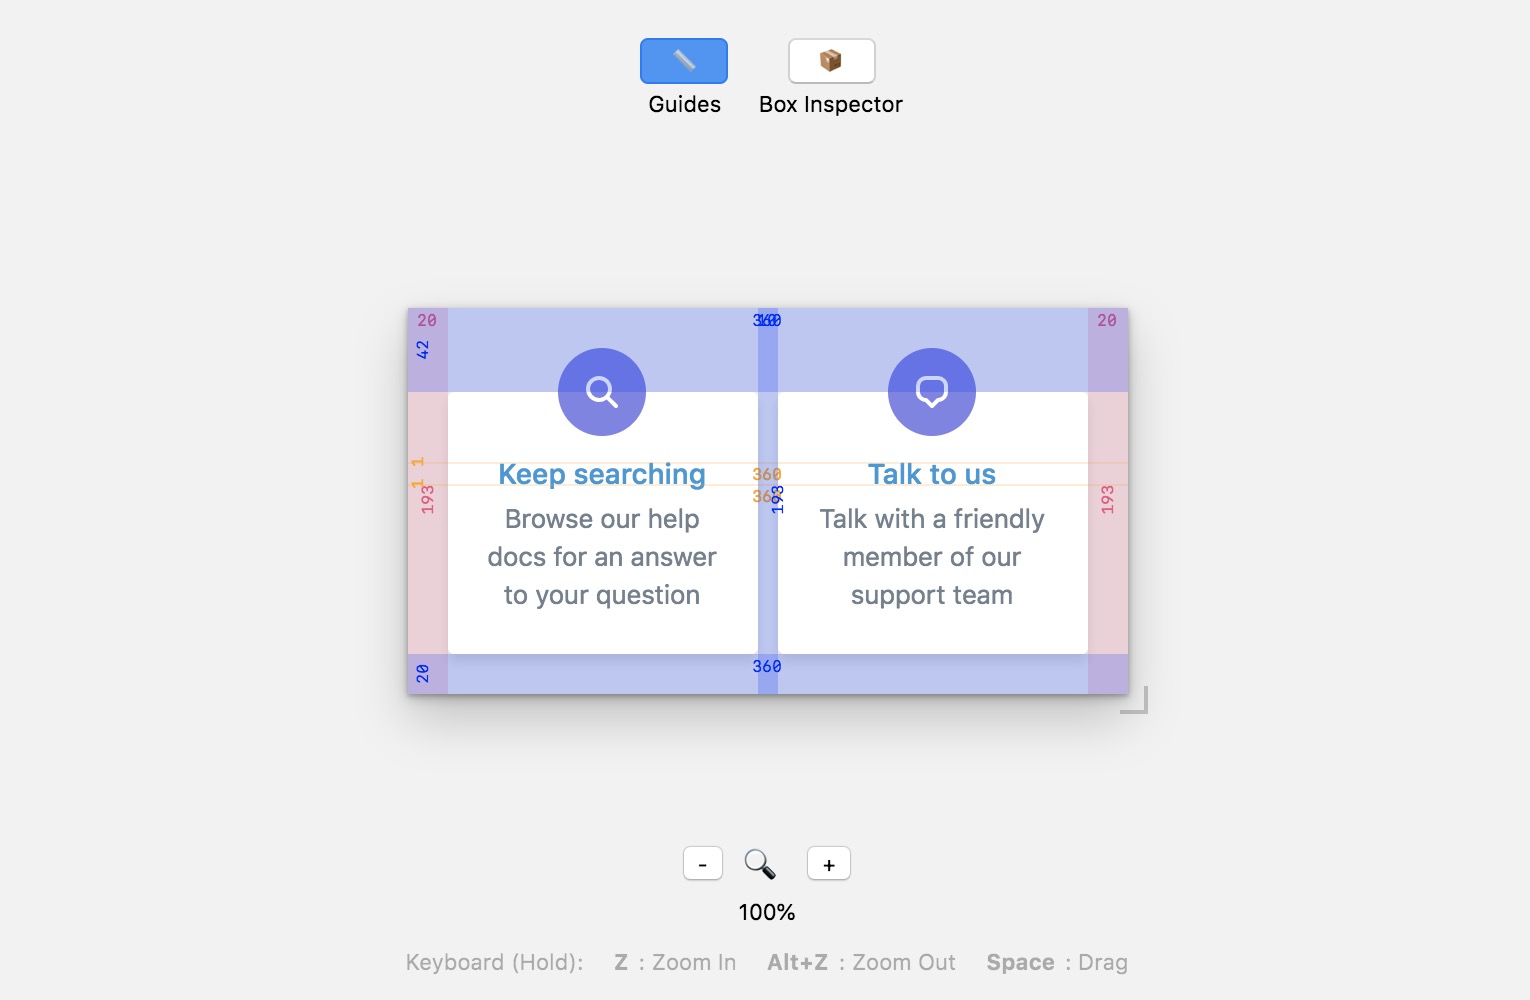 Guides
Box Inspector
20
360
10
20
42
1
1
193
360
360
193
193
Keep searching
Browse our help
docs for an answer
to your question
Talk to us
Talk with a friendly
member of our
support team
20
360
-
+
100%
Keyboard (Hold): Z : Zoom In Alt+Z : Zoom Out Space : Drag